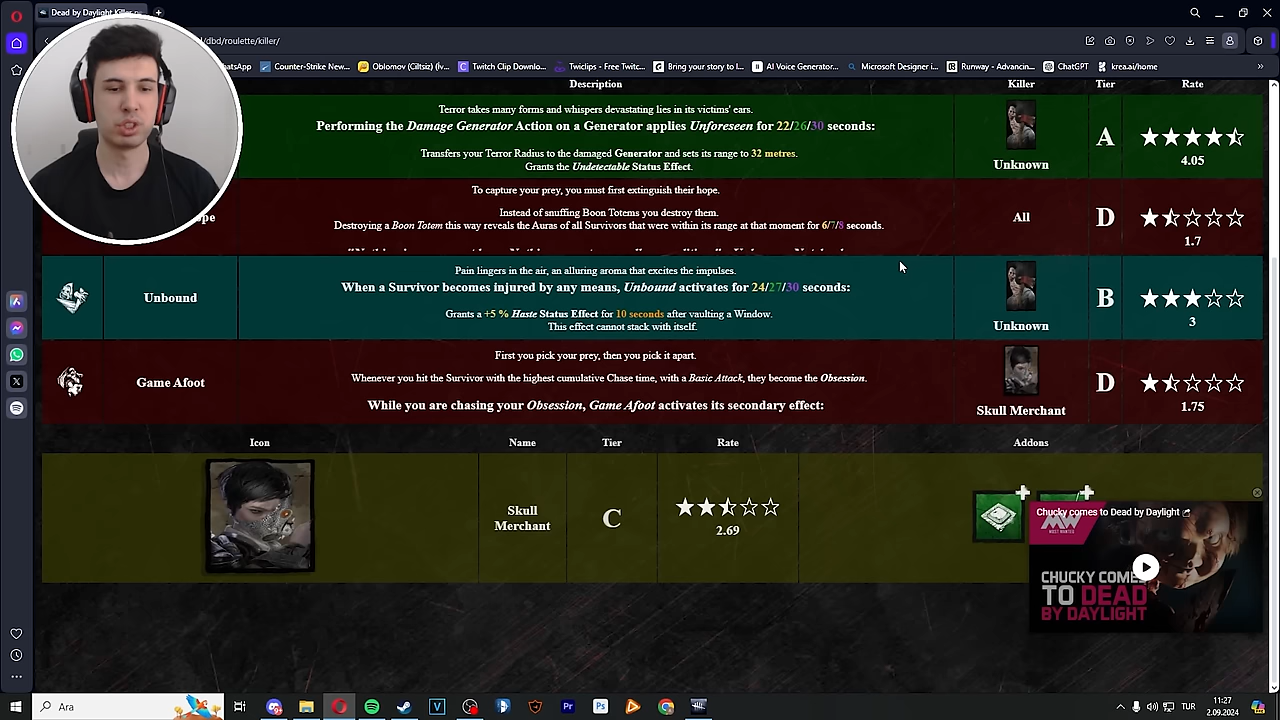 Dead by Daylight Killer
/dbd/roulette/killer/
WhatsApp
Counter-Strike New...
Oblomov (Giltsiz) (lv...
Twitch Clip Downlo...
Twiclips - Free Twitc...
Bring your story to l...
AI Voice Generator...
Microsoft Designer i...
Runway - Advancin...
ChatGPT
krea.ai/home
Description
Killer
Tier
Rate
Terror takes many forms and whispers devastating lies in its victims' ears.
Performing the Damage Generator Action on a Generator applies Unforeseen for 22/26/30 seconds:
Transfers your Terror Radius to the damaged Generator and sets its range to 32 metres.
Grants the Undetectable Status Effect.
Unknown
A
4.05
To capture your prey, you must first extinguish their hope.
Instead of snuffing Boon Totems you destroy them.
Destroying a Boon Totem this way reveals the Auras of all Survivors that were within its range at that moment for 6/7/8 seconds.
All
D
1.7
Unbound
Pain lingers in the air, an alluring aroma that excites the impulses.
When a Survivor becomes injured by any means, Unbound activates for 24/27/30 seconds:
Grants a +5 % Haste Status Effect for 10 seconds after vaulting a Window.
This effect cannot stack with itself.
Unknown
B
3
Game Afoot
First you pick your prey, then you pick it apart.
Whenever you hit the Survivor with the highest cumulative Chase time, with a Basic Attack, they become the Obsession.
While you are chasing your Obsession, Game Afoot activates its secondary effect:
Skull Merchant
D
1.75
Icon
Name
Tier
Rate
Addons
Skull
Merchant
C
2.69
Chucky comes to Dead by Daylight
MW
MOST WANTED
CHUCKY COMES
TO DEAD
BY DAYLIGHT
Ara
TUR
11:27
2.09.2024